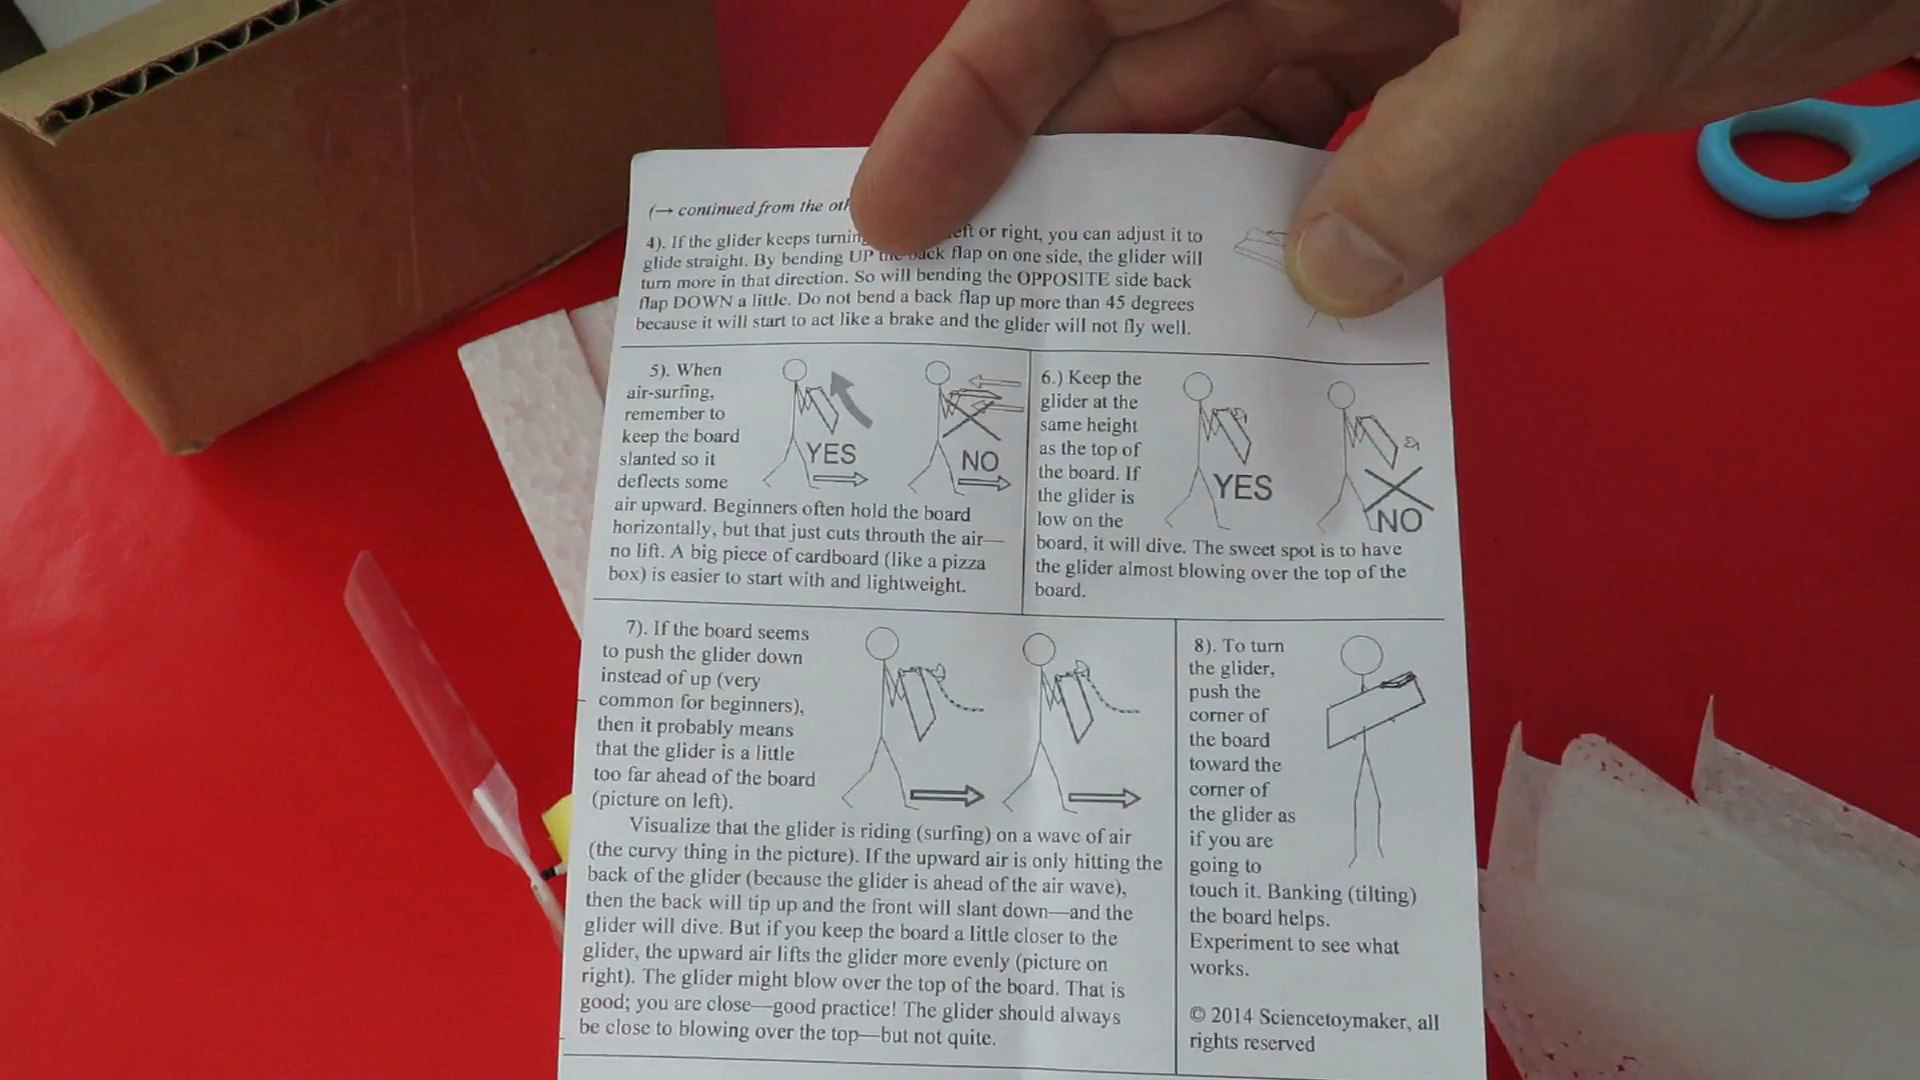 (→ continued from the
4). If the glider keeps turning left or right, you can adjust it to
glide straight. By bending UP the back flap on one side, the glider will
turn more in that direction. So will bending the OPPOSITE side back
flap DOWN a little. Do not bend a back flap up more than 45 degrees
because it will start to act like a brake and the glider will not fly well.
5). When
air-surfing,
remember to
keep the board
slanted so it
deflects some
air upward. Beginners often hold the board
horizontally, but that just cuts throuth the air—
no lift. A big piece of cardboard (like a pizza
box) is easier to start with and lightweight.
YES
NO
6.) Keep the
glider at the
same height
as the top of
the board. If
the glider is
low on the
board, it will dive. The sweet spot is to have
the glider almost blowing over the top of the
board.
YES
NO
7). If the board seems
to push the glider down
instead of up (very
common for beginners),
then it probably means
that the glider is a little
too far ahead of the board
(picture on left).
Visualize that the glider is riding (surfing) on a wave of air
(the curvy thing in the picture). If the upward air is only hitting the
back of the glider (because the glider is ahead of the air wave),
then the back will tip up and the front will slant down—and the
glider will dive. But if you keep the board a little closer to the
glider, the upward air lifts the glider more evenly (picture on
right). The glider might blow over the top of the board. That is
good; you are close—good practice! The glider should always
be close to blowing over the top—but not quite.
8). To turn
the glider,
push the
corner of
the board
toward the
corner of
the glider as
if you are
going to
touch it. Banking (tilting)
the board helps.
Experiment to see what
works.
© 2014 Sciencetoymaker, all
rights reserved